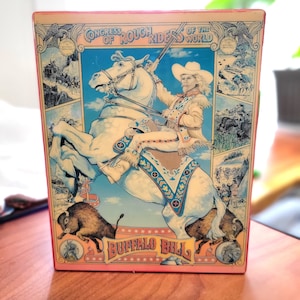 CONGRESS OF ROUGH RIDERS OF THE WORLD
BUFFALO BILL